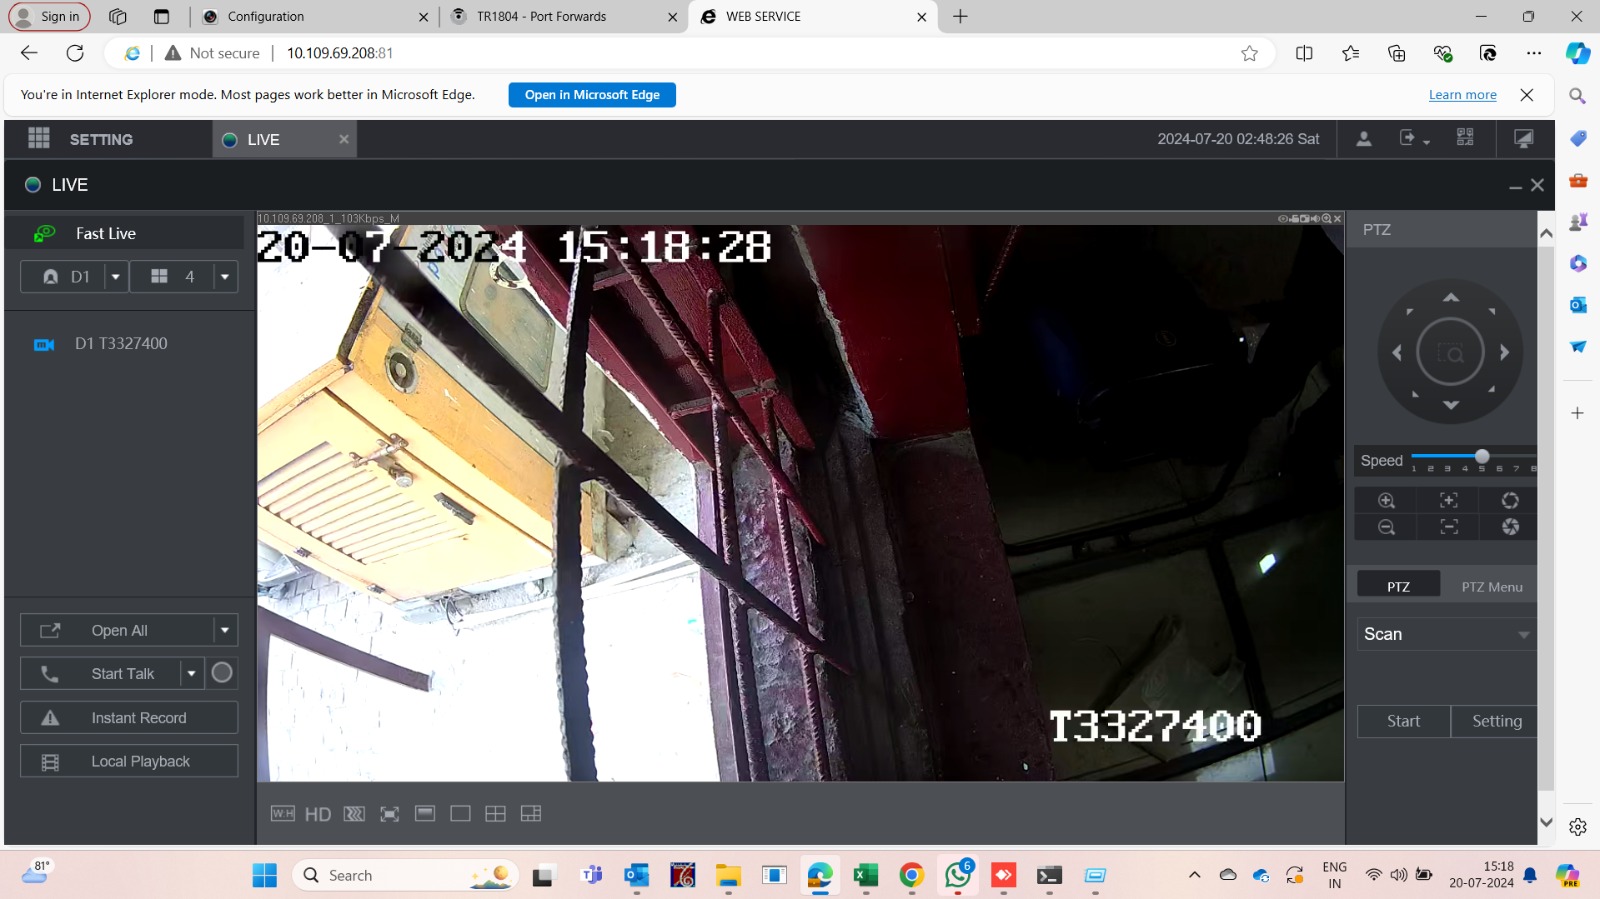 Sign in
Configuration
TR1804 - Port Forwards
WEB SERVICE
Not secure
10.109.69.208:81
You're in Internet Explorer mode. Most pages work better in Microsoft Edge.
Open in Microsoft Edge
Learn more
SETTING
LIVE
2024-07-20 02:48:26 Sat
LIVE
Fast Live
D1
4
D1 T3327400
10.109.69.208_1_103Kbps_M
20-07-2024 15:18:28
T3327400
PTZ
Speed
1 2 3 4 5 6 7 8
PTZ
PTZ Menu
Scan
Start
Setting
Open All
Start Talk
Instant Record
Local Playback
W:H
HD
81°
Search
6
ENG
IN
15:18
20-07-2024
PRE